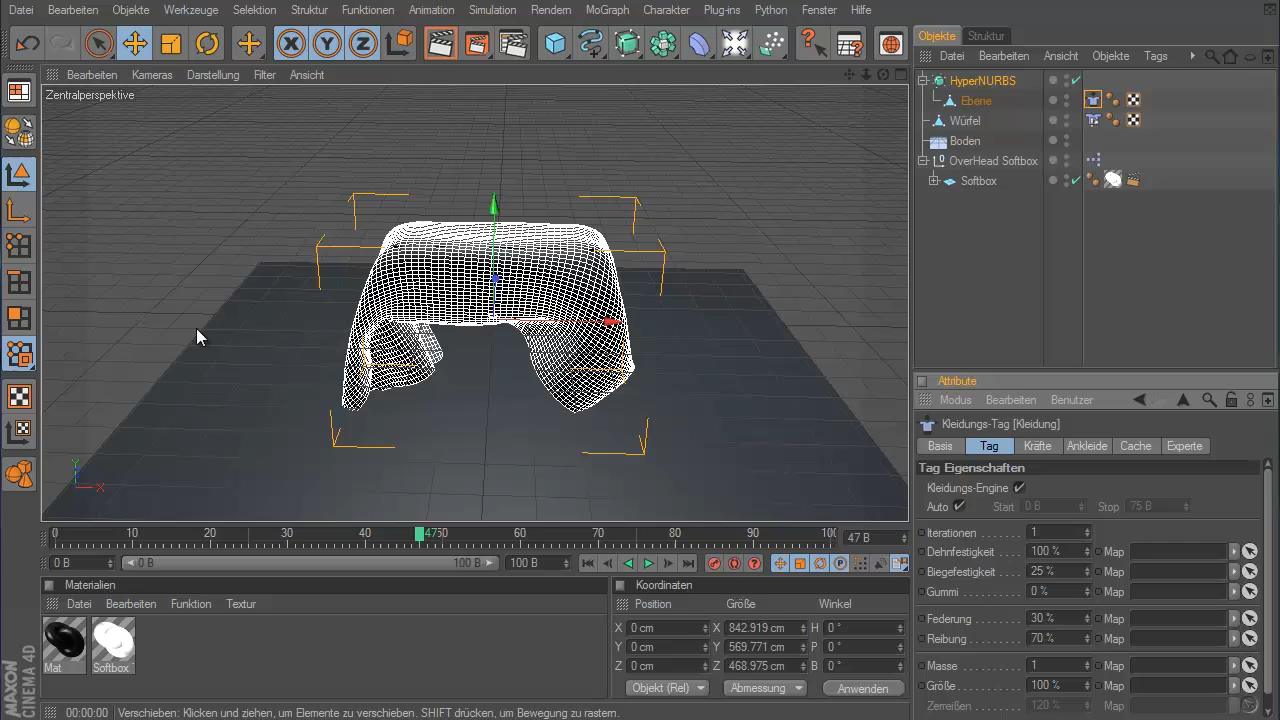 Datei Bearbeiten Objekte Werkzeuge Selektion Struktur Funktionen Animation Simulation Rendern MoGraph Charakter Plug-ins Python Fenster Hilfe
Objekte Struktur
Datei Bearbeiten Ansicht Objekte Tags
Bearbeiten Kameras Darstellung Filter Ansicht
Zentralperspektive
HyperNURBS
Ebene
Würfel
Boden
OverHead Softbox
Softbox
Y
X
Attribute
Modus Bearbeiten Benutzer
Kleidungs-Tag [Kleidung]
Basis Tag Kräfte Ankleide Cache Experte
Tag Eigenschaften
Kleidungs-Engine
Auto Start 0 B Stop 75 B
Iterationen 1
Dehnfestigkeit 100 % Map
Biegefestigkeit 25 % Map
Gummi 0 % Map
Federung 30 % Map
Reibung 70 % Map
Masse 1 Map
Größe 100 % Map
Zerreißen 120 % Map
0 10 20 30 47 50 60 70 80 90 100 47 B
0 B 0 B 100 B 100 B
Materialien
Datei Bearbeiten Funktion Textur
Mat Softbox
Koordinaten
Position Größe Winkel
X 0 cm X 842.919 cm H 0 °
Y 0 cm Y 569.771 cm P 0 °
Z 0 cm Z 468.975 cm B 0 °
Objekt (Rel) Abmessung Anwenden
MAXON
CINEMA 4D
00:00:00 Verschieben: Klicken und ziehen, um Elemente zu verschieben. SHIFT drücken, um Bewegung zu rastern.